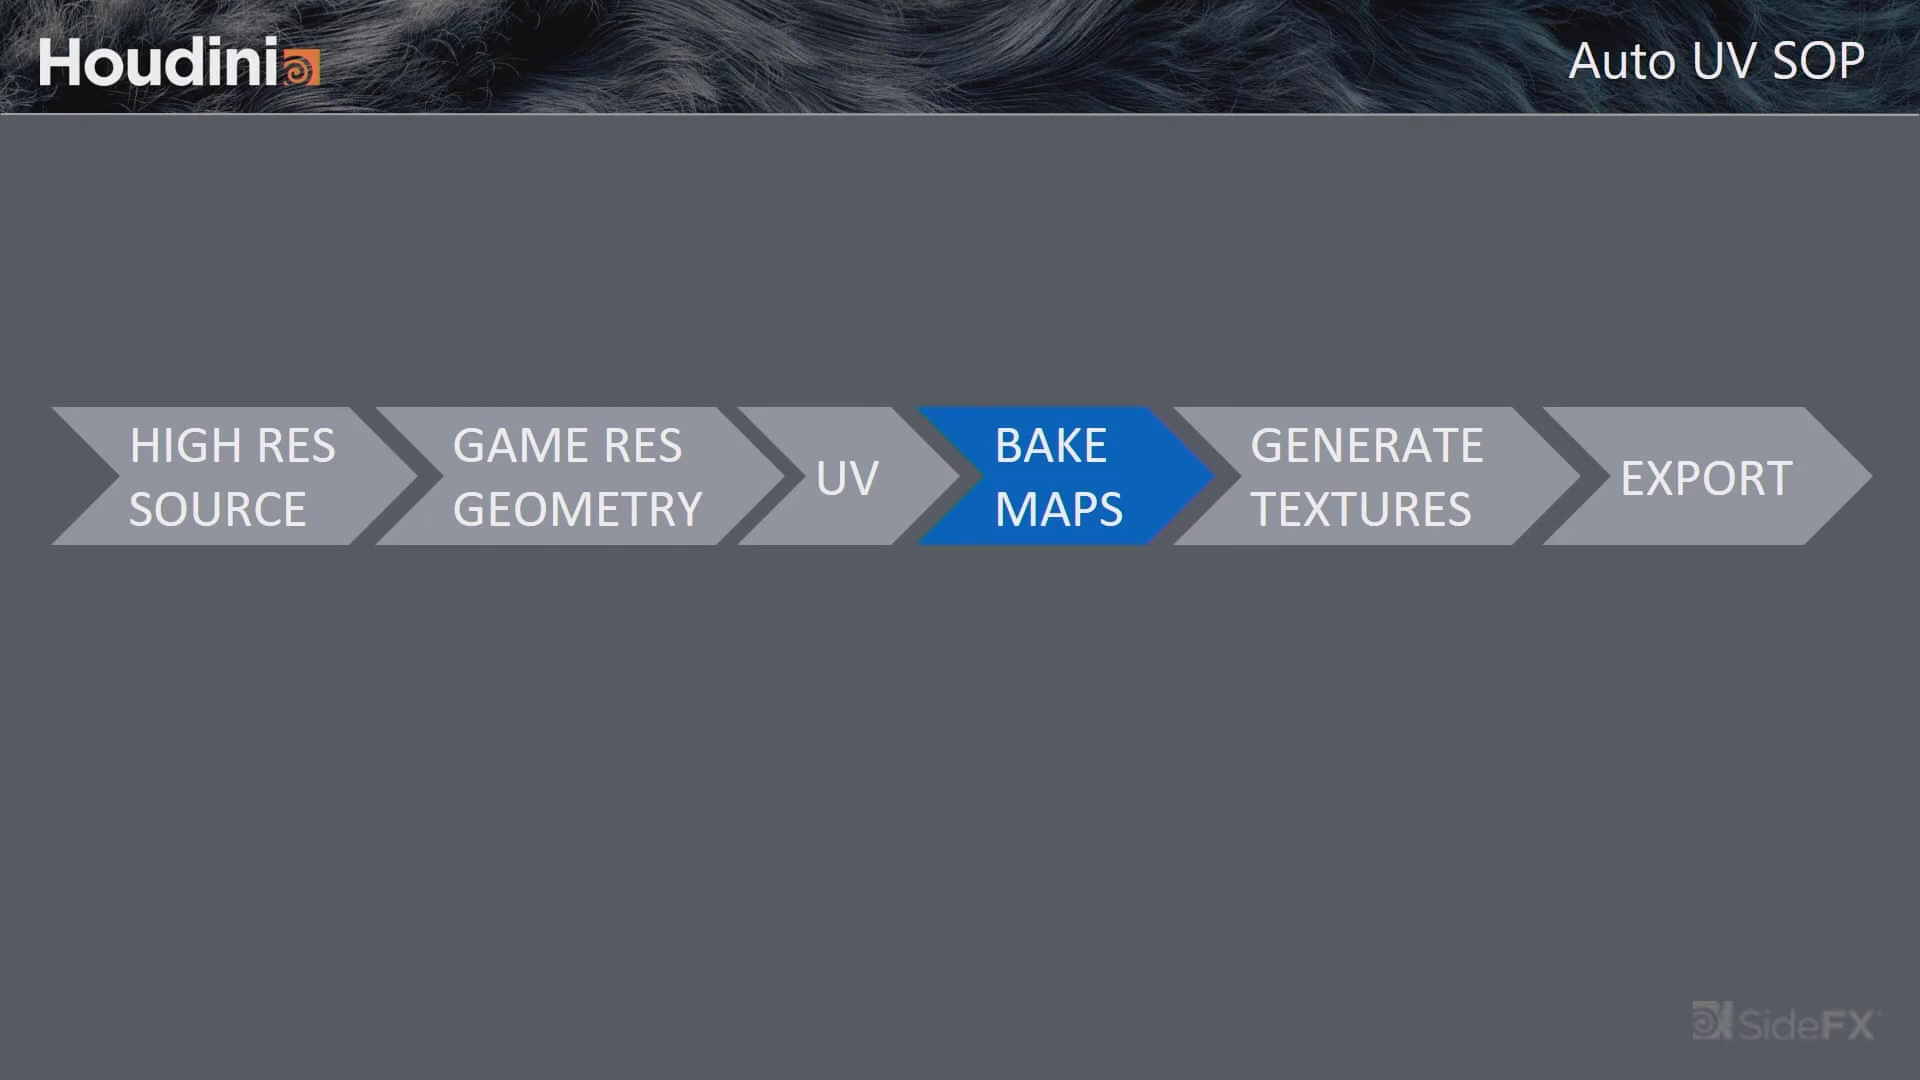 Houdini
Auto UV SOP
HIGH RES
SOURCE
GAME RES
GEOMETRY
UV
BAKE
MAPS
GENERATE
TEXTURES
EXPORT
SideFX